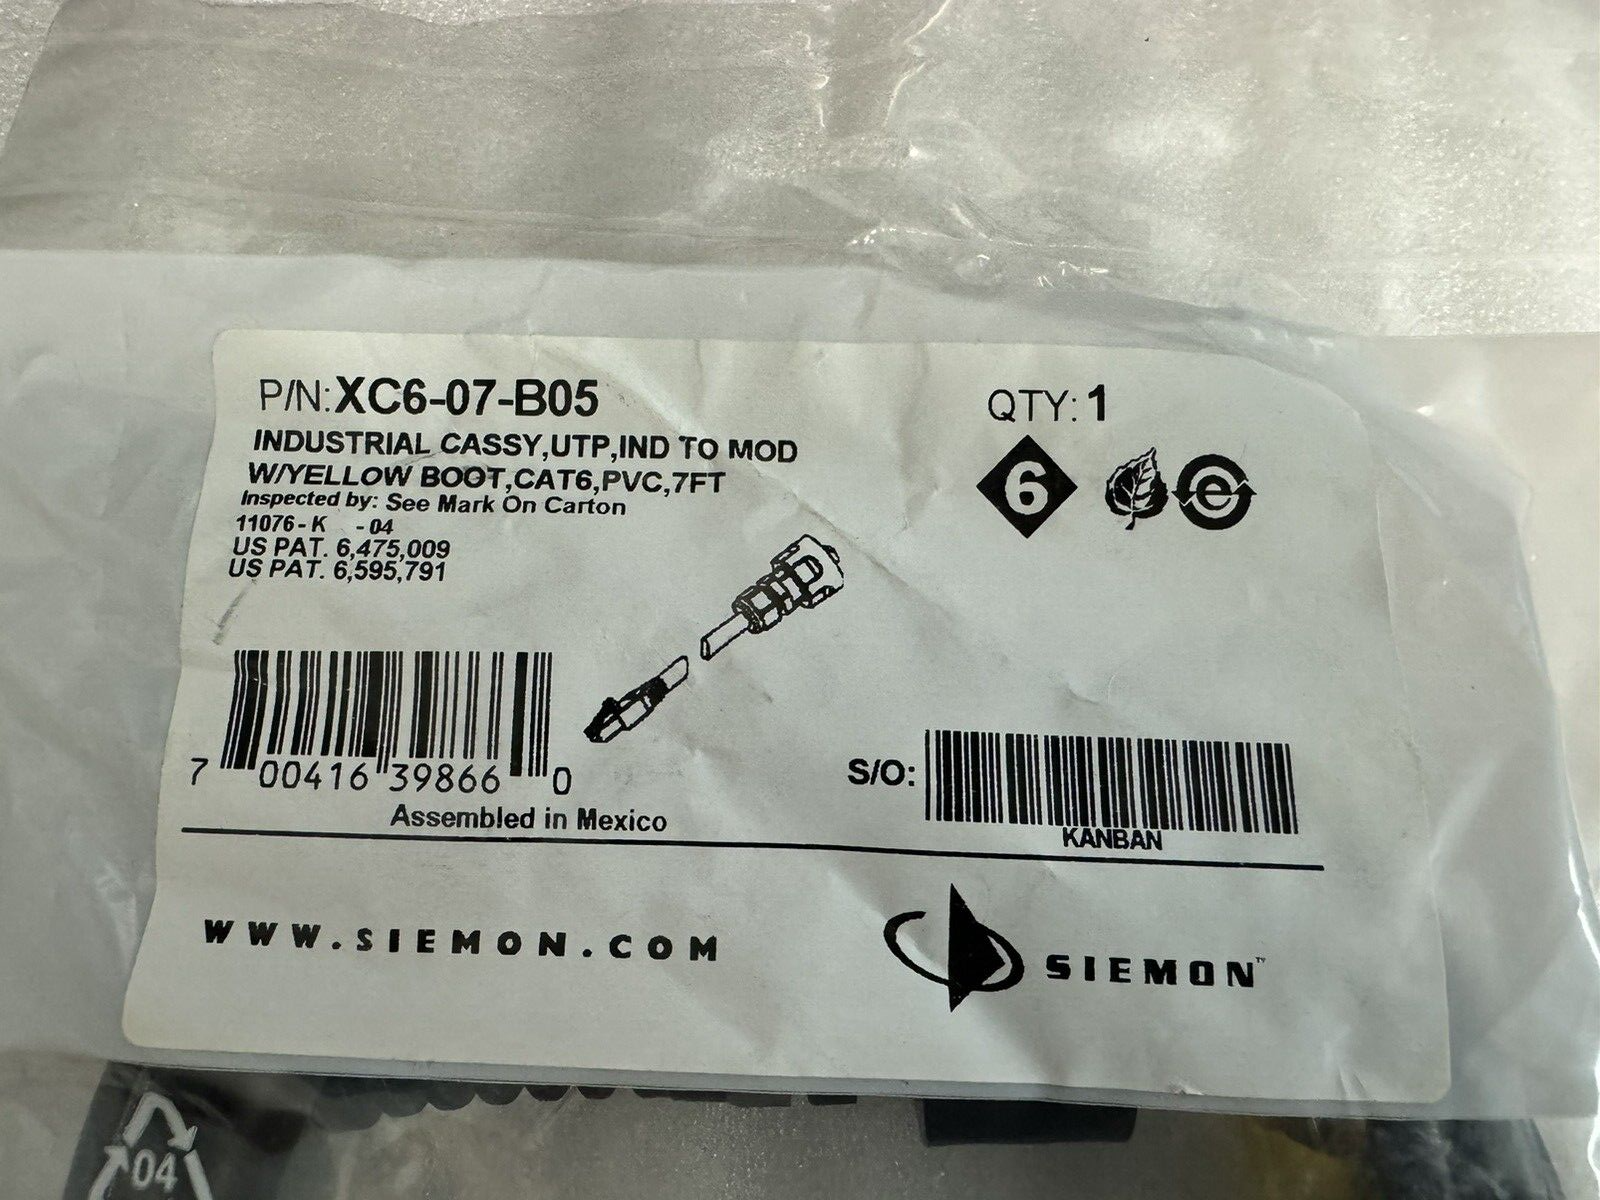 P/N:XC6-07-B05
QTY:1
INDUSTRIAL CASSY,UTP,IND TO MOD
W/YELLOW BOOT,CAT6,PVC,7FT
Inspected by: See Mark On Carton
11076-K -04
US PAT. 6,475,009
US PAT. 6,595,791
6
e
7 00416 39866 0
Assembled in Mexico
S/O:
KANBAN
WWW.SIEMON.COM
SIEMON™
04